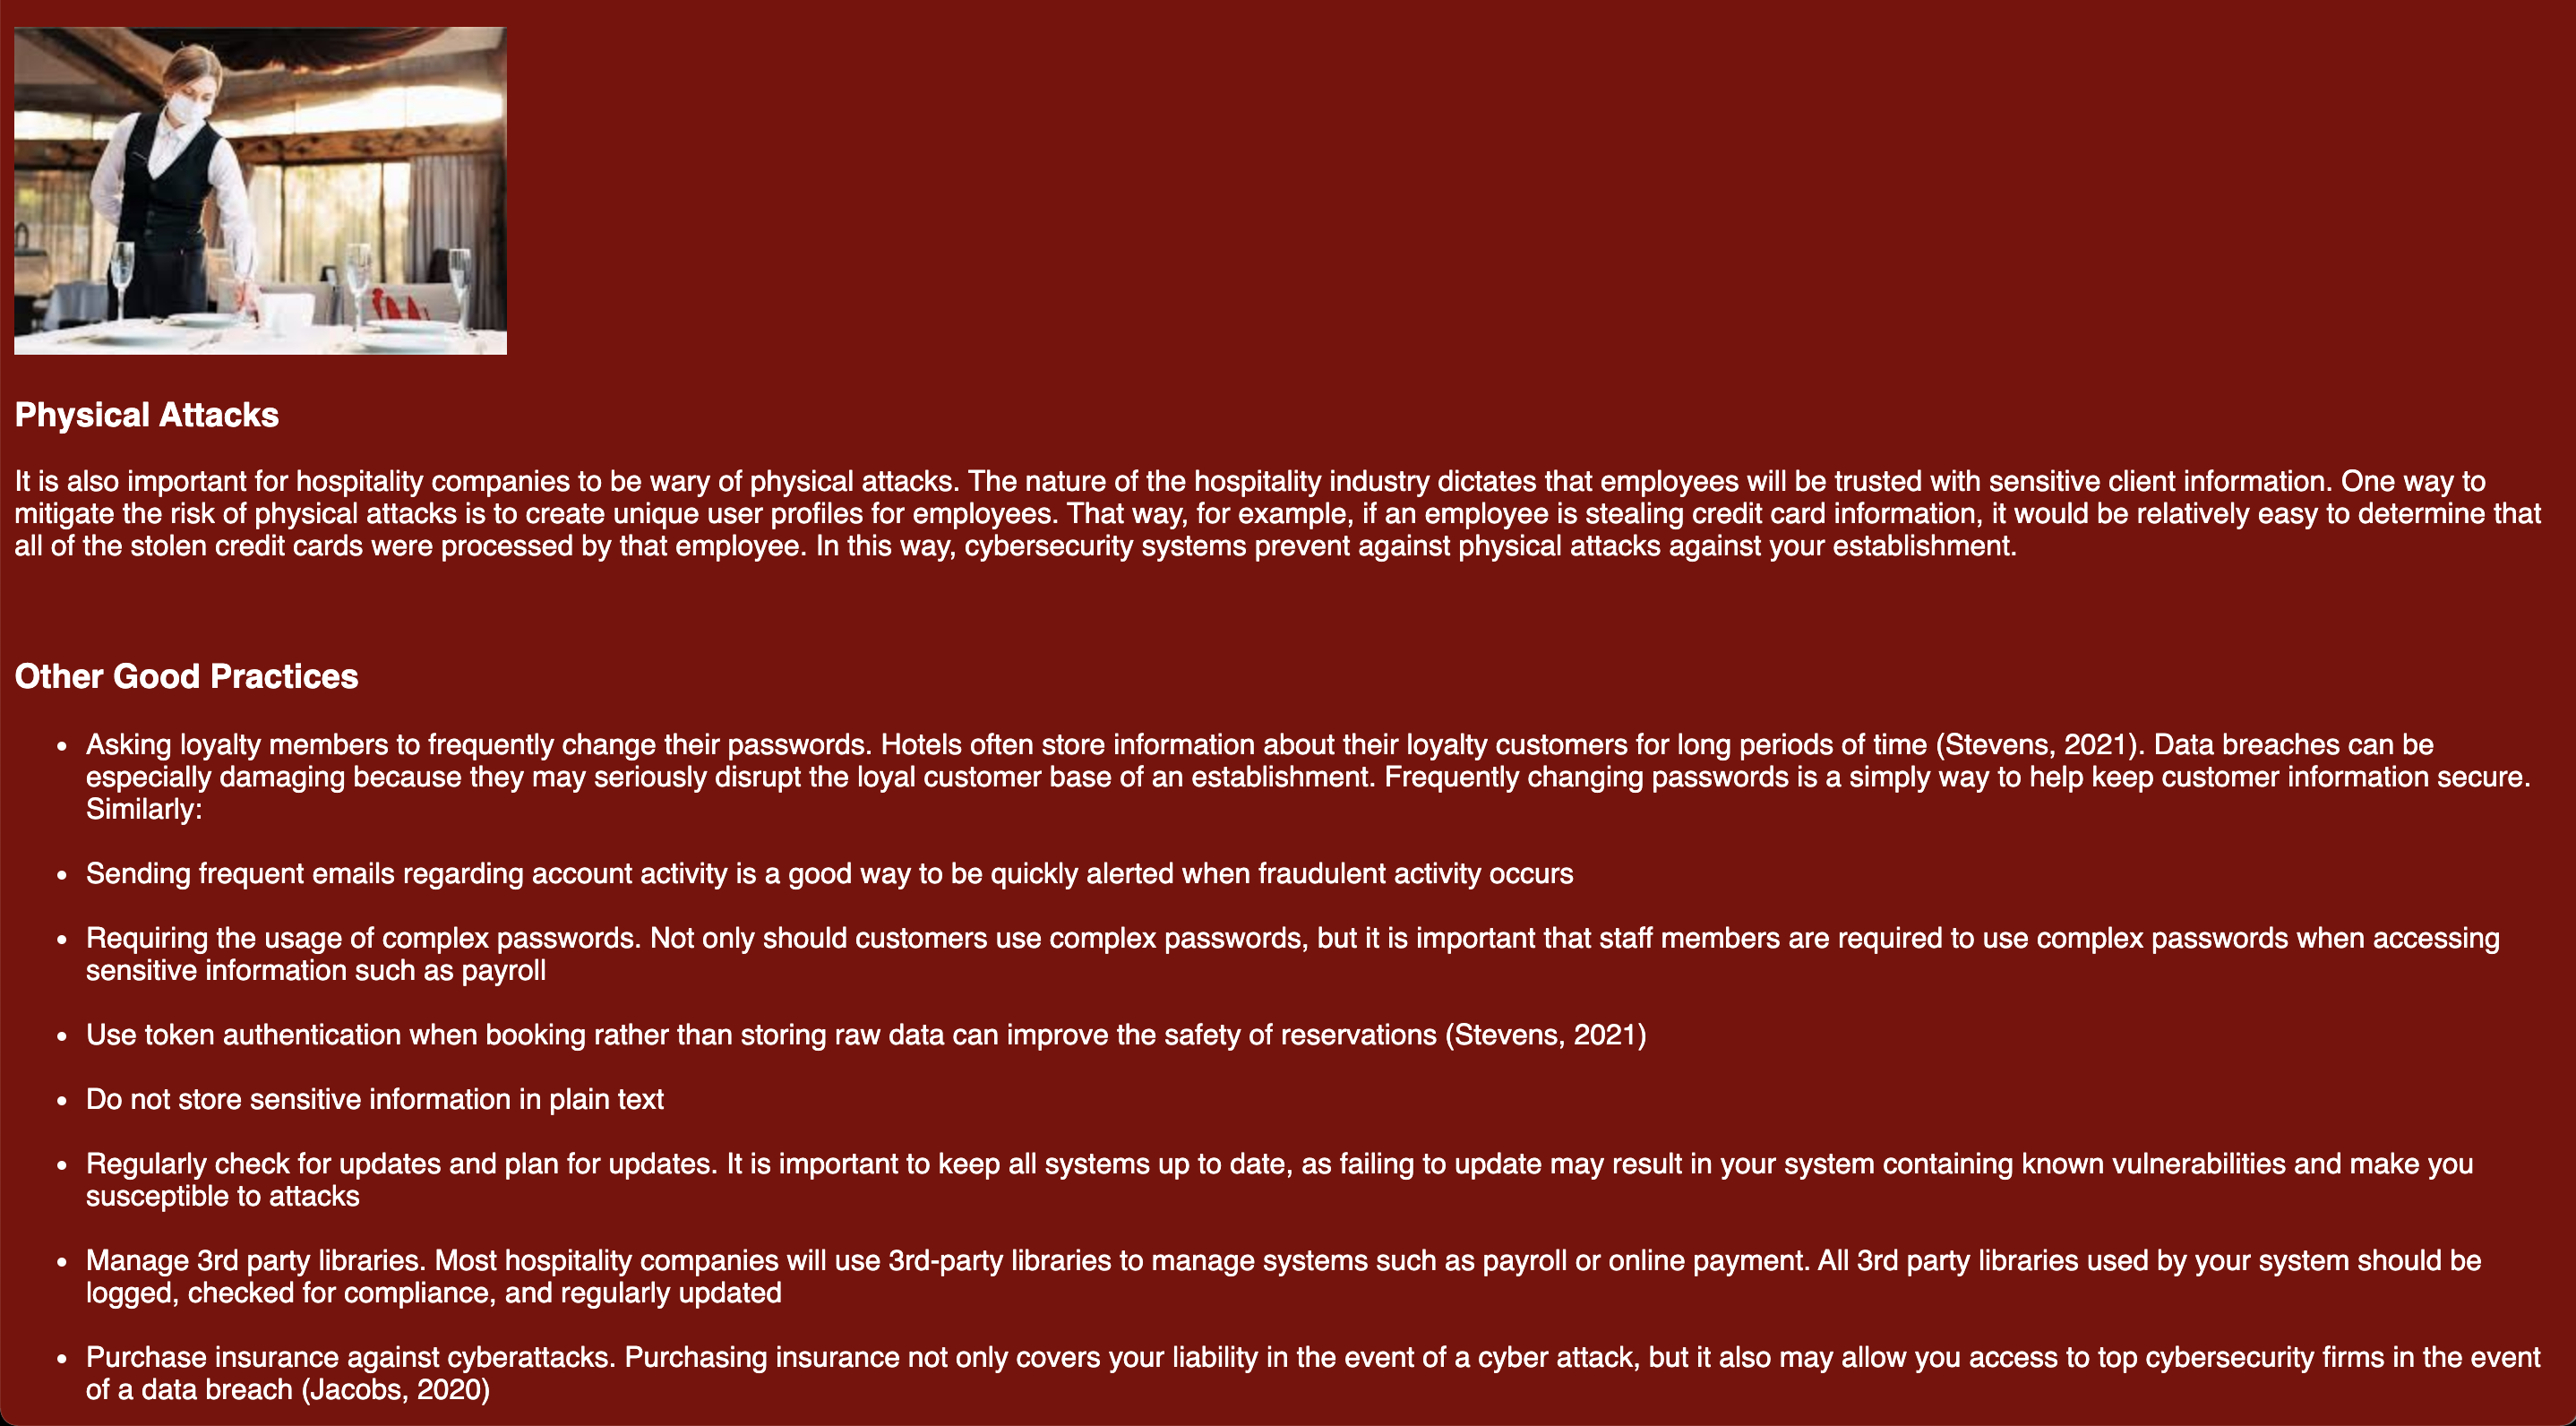 Physical Attacks
It is also important for hospitality companies to be wary of physical attacks. The nature of the hospitality industry dictates that employees will be trusted with sensitive client information. One way to
mitigate the risk of physical attacks is to create unique user profiles for employees. That way, for example, if an employee is stealing credit card information, it would be relatively easy to determine that
all of the stolen credit cards were processed by that employee. In this way, cybersecurity systems prevent against physical attacks against your establishment.
Other Good Practices
• Asking loyalty members to frequently change their passwords. Hotels often store information about their loyalty customers for long periods of time (Stevens, 2021). Data breaches can be
especially damaging because they may seriously disrupt the loyal customer base of an establishment. Frequently changing passwords is a simply way to help keep customer information secure.
Similarly:
• Sending frequent emails regarding account activity is a good way to be quickly alerted when fraudulent activity occurs
• Requiring the usage of complex passwords. Not only should customers use complex passwords, but it is important that staff members are required to use complex passwords when accessing
sensitive information such as payroll
• Use token authentication when booking rather than storing raw data can improve the safety of reservations (Stevens, 2021)
• Do not store sensitive information in plain text
• Regularly check for updates and plan for updates. It is important to keep all systems up to date, as failing to update may result in your system containing known vulnerabilities and make you
susceptible to attacks
• Manage 3rd party libraries. Most hospitality companies will use 3rd-party libraries to manage systems such as payroll or online payment. All 3rd party libraries used by your system should be
logged, checked for compliance, and regularly updated
• Purchase insurance against cyberattacks. Purchasing insurance not only covers your liability in the event of a cyber attack, but it also may allow you access to top cybersecurity firms in the event
of a data breach (Jacobs, 2020)